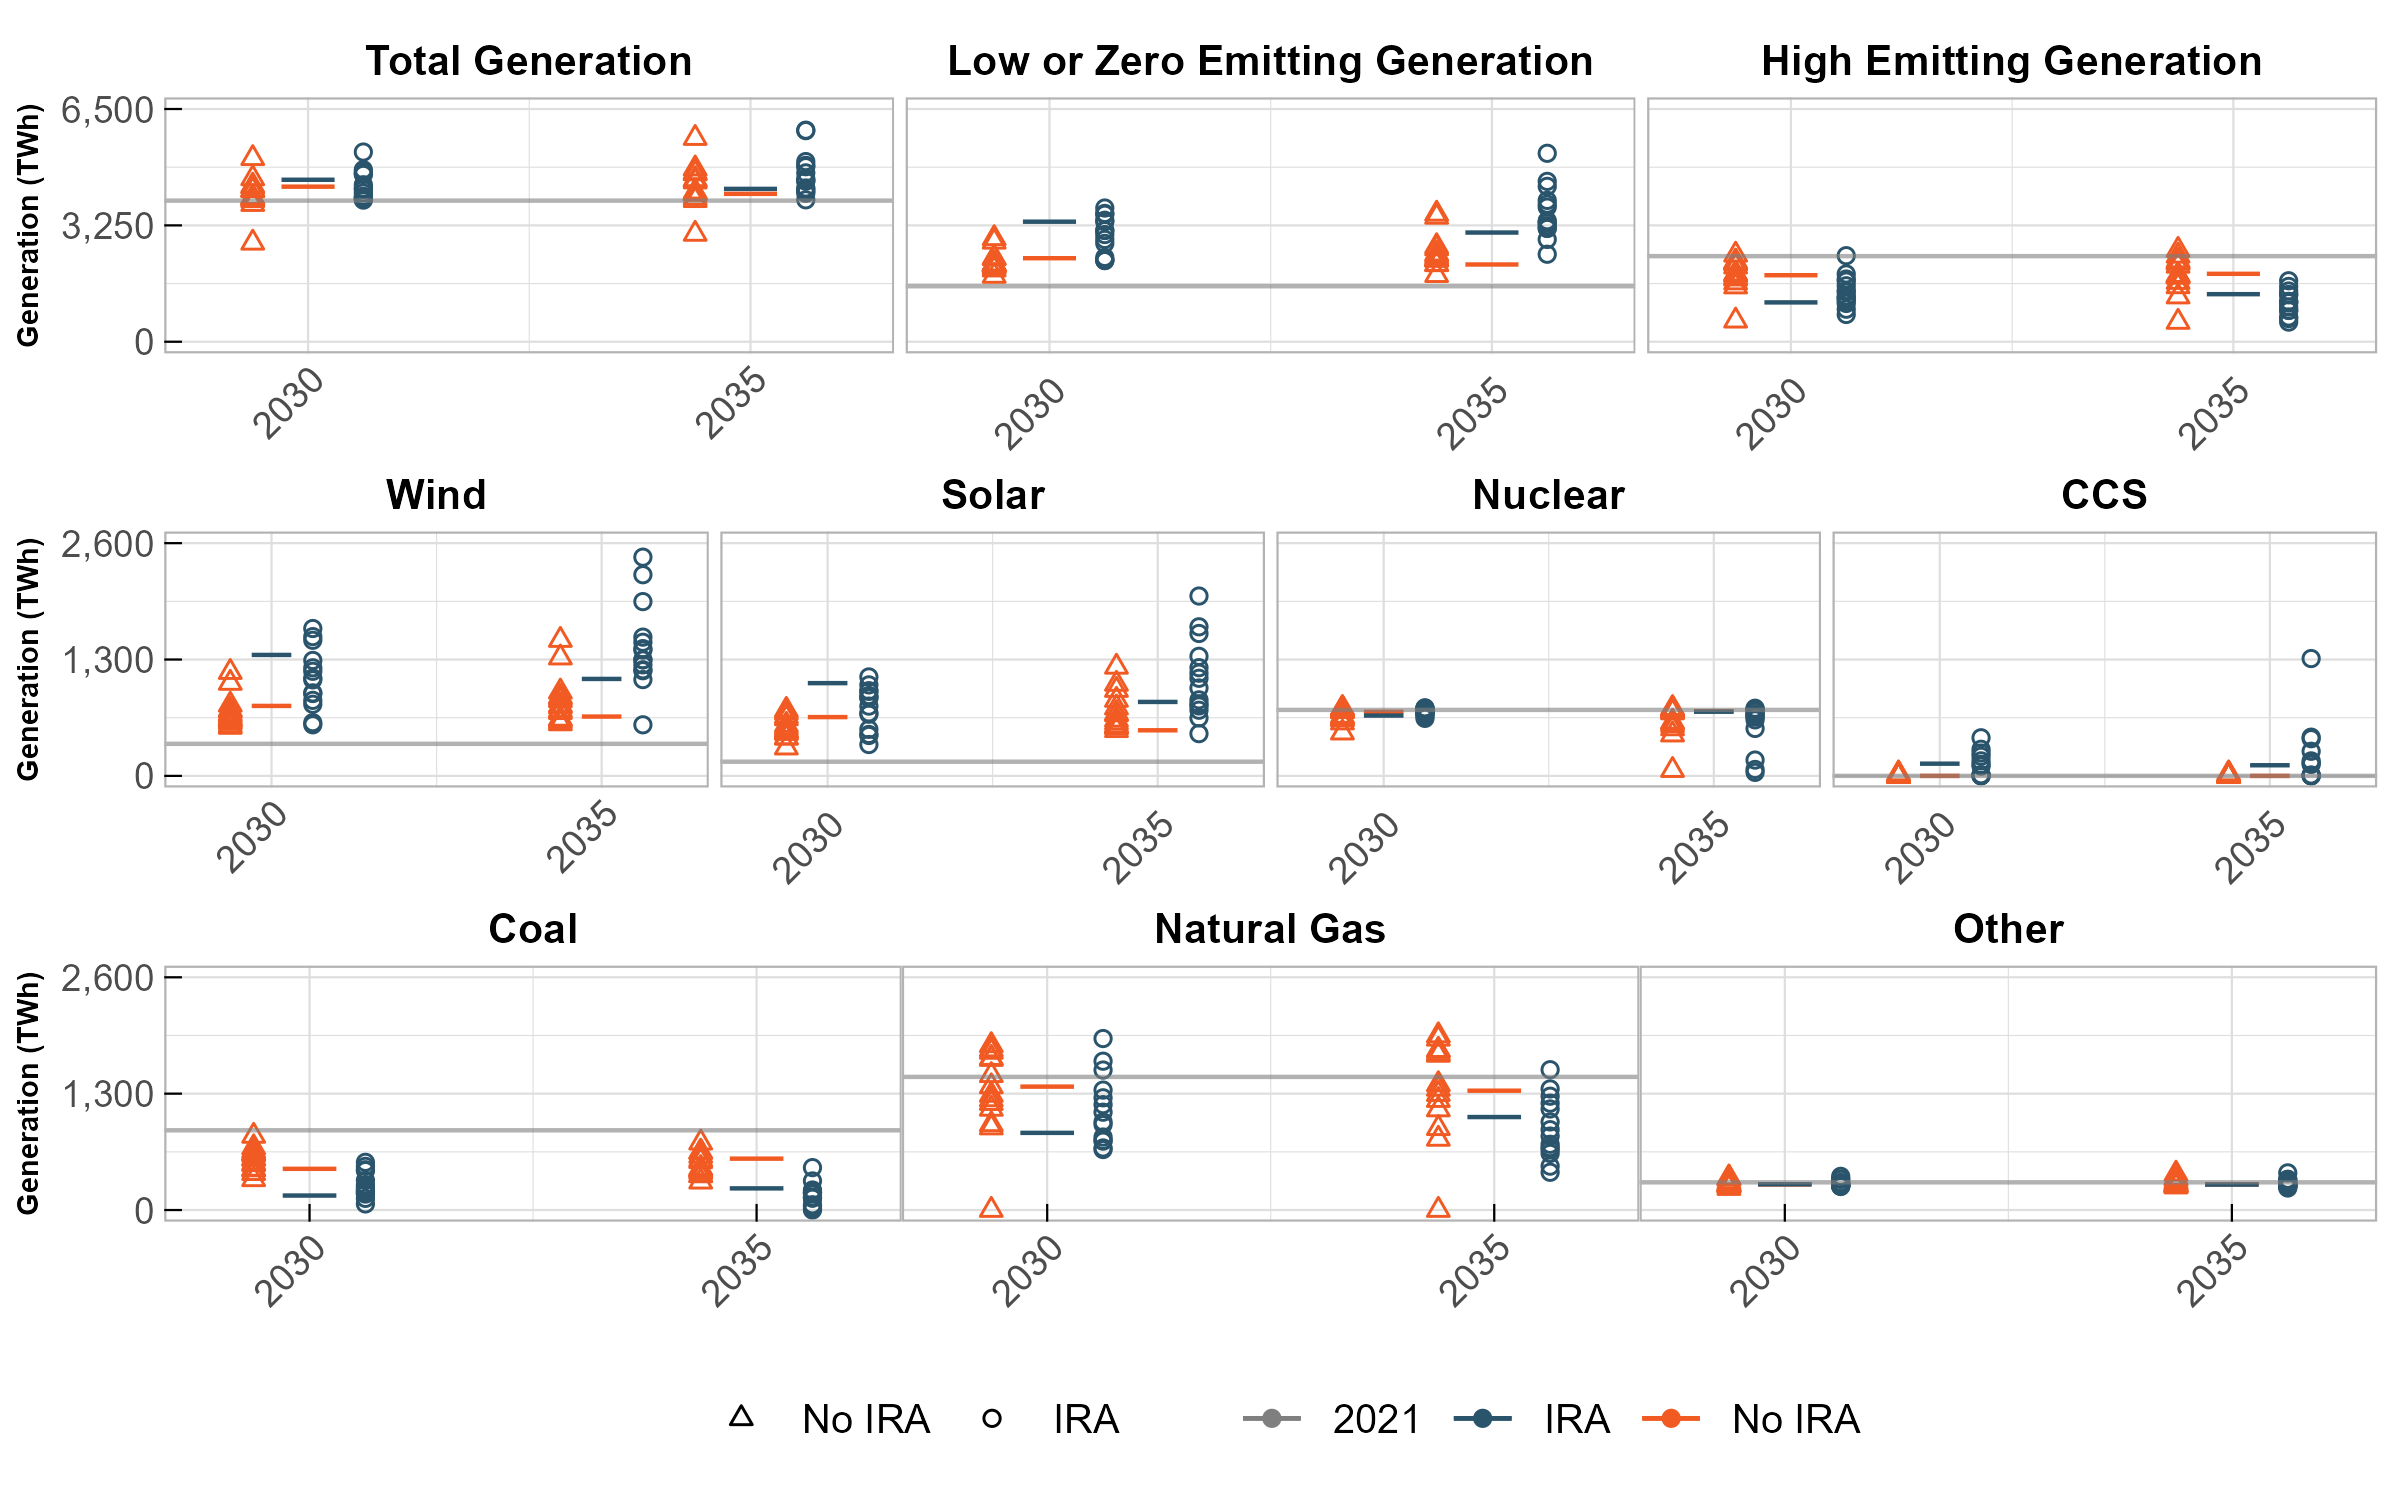 Total Generation
Low or Zero Emitting Generation
High Emitting Generation
Generation (TWh)
6,500
3,250
0
2030
2035
2030
2035
2030
2035
Wind
Solar
Nuclear
CCS
Generation (TWh)
2,600
1,300
0
2030
2035
2030
2035
2030
2035
2030
2035
Coal
Natural Gas
Other
Generation (TWh)
2,600
1,300
0
2030
2035
2030
2035
2030
2035
No IRA
IRA
2021
IRA
No IRA